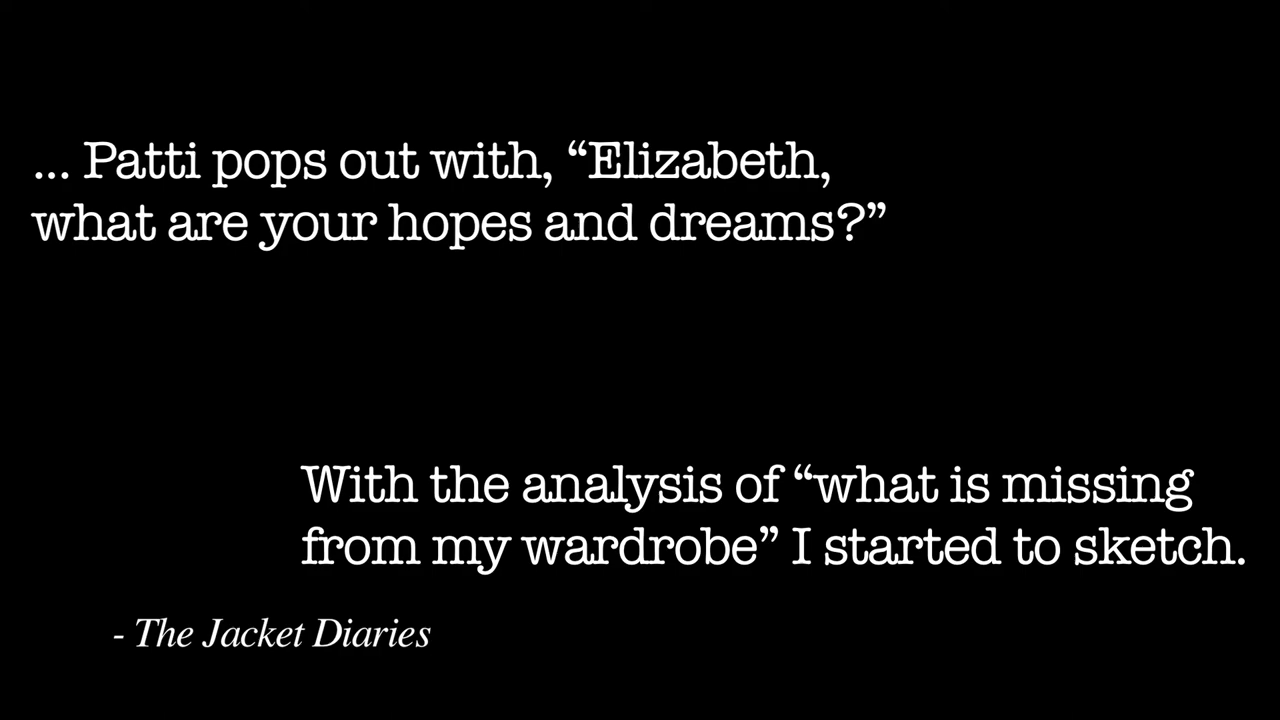 ... Patti pops out with, “Elizabeth,
what are your hopes and dreams?”
With the analysis of “what is missing
from my wardrobe” I started to sketch.
- The Jacket Diaries